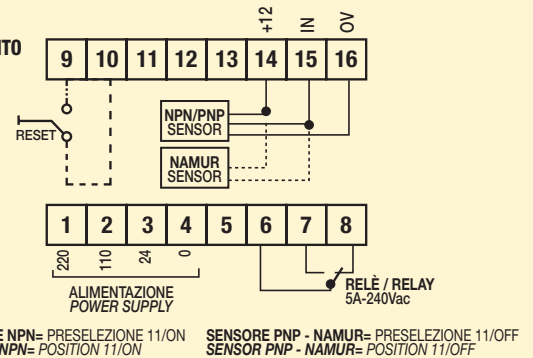 +12 IN OV
NTO
9 10 11 12 13 14 15 16
NPN/PNP
SENSOR
RESET
NAMUR
SENSOR
1 2 3 4 5 6 7 8
220 110 24 0
ALIMENTAZIONE
POWER SUPPLY
RELÈ / RELAY
5A-240Vac
E NPN= PRESELEZIONE 11/ON SENSORE PNP - NAMUR= PRESELEZIONE 11/OFF
NPN= POSITION 11/ON SENSOR PNP - NAMUR= POSITION 11/OFF